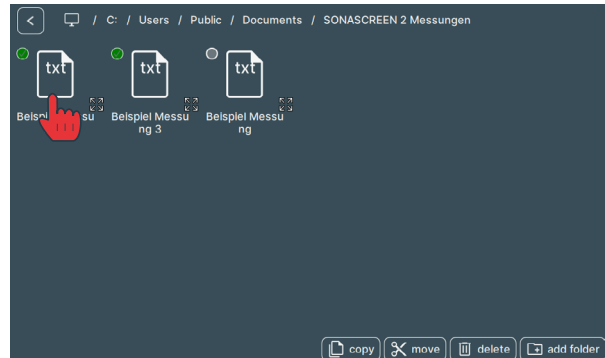 < / C: / Users / Public / Documents / SONASCREEN 2 Messungen
txt txt txt
su Beispiel Messu Beispiel Messu
ng 3 ng
copy move delete add folder